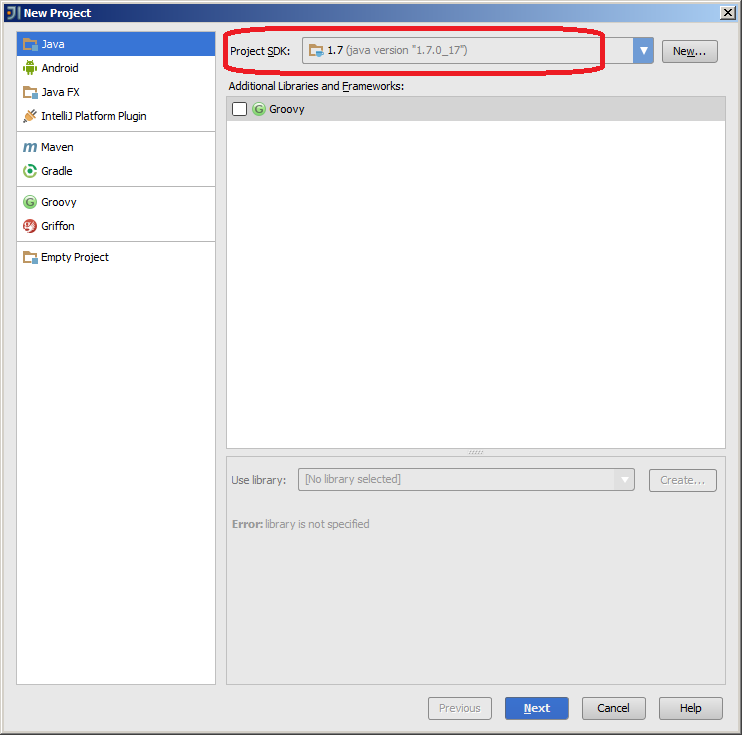 New Project
Java
Android
Java FX
IntelliJ Platform Plugin
Maven
Gradle
Groovy
Griffon
Empty Project
Project SDK: 1.7 (java version "1.7.0_17") New...
Additional Libraries and Frameworks:
Groovy
Use library: [No library selected] Create...
Error: library is not specified
Previous Next Cancel Help